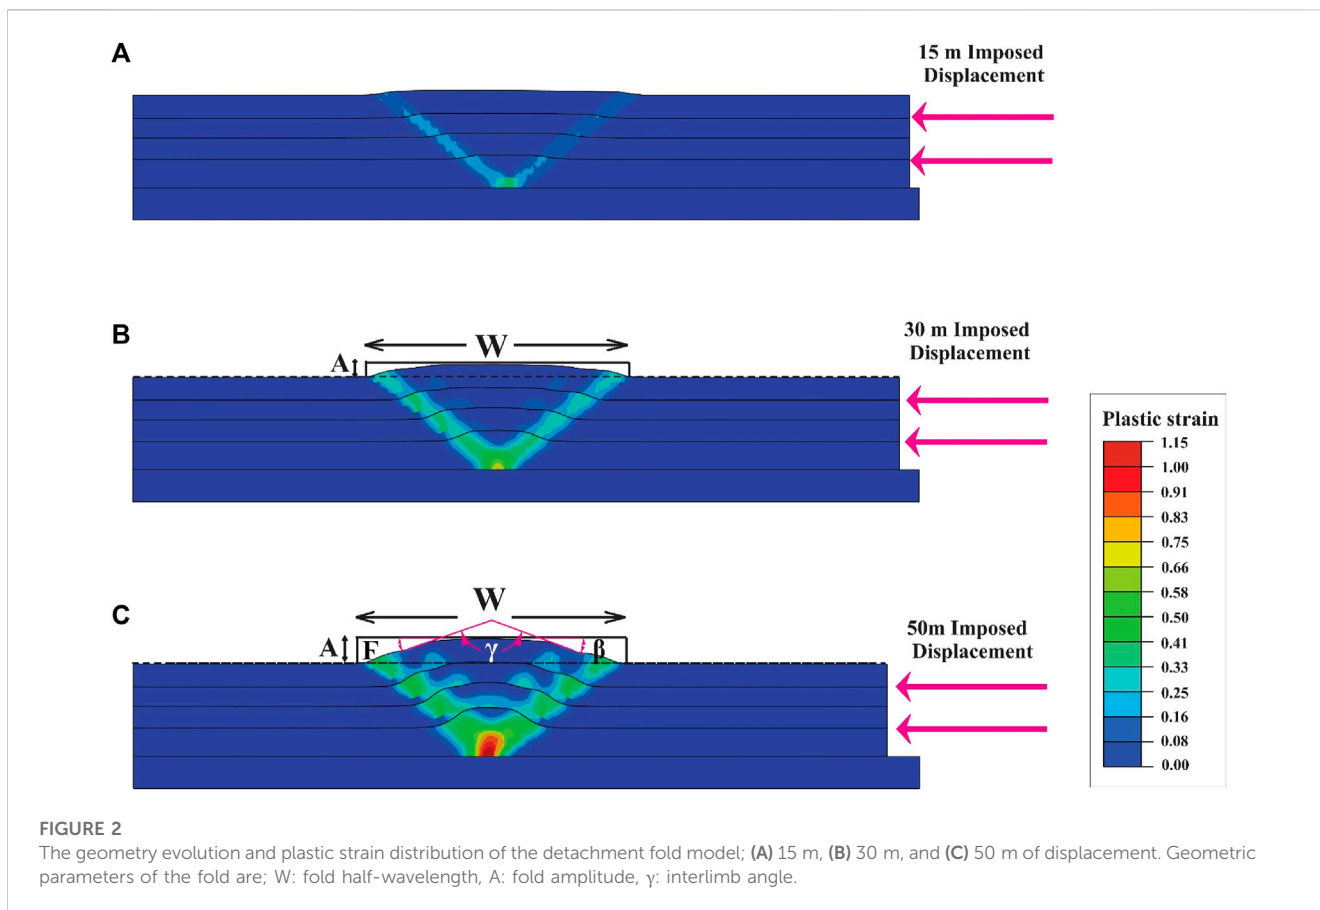 A
15 m Imposed
Displacement
B
W
A
30 m Imposed
Displacement
C
W
A
F
γ
β
50m Imposed
Displacement
Plastic strain
1.15
1.00
0.91
0.83
0.75
0.66
0.58
0.50
0.41
0.33
0.25
0.16
0.08
0.00
FIGURE 2
The geometry evolution and plastic strain distribution of the detachment fold model; (A) 15 m, (B) 30 m, and (C) 50 m of displacement. Geometric
parameters of the fold are; W: fold half-wavelength, A: fold amplitude, γ: interlimb angle.